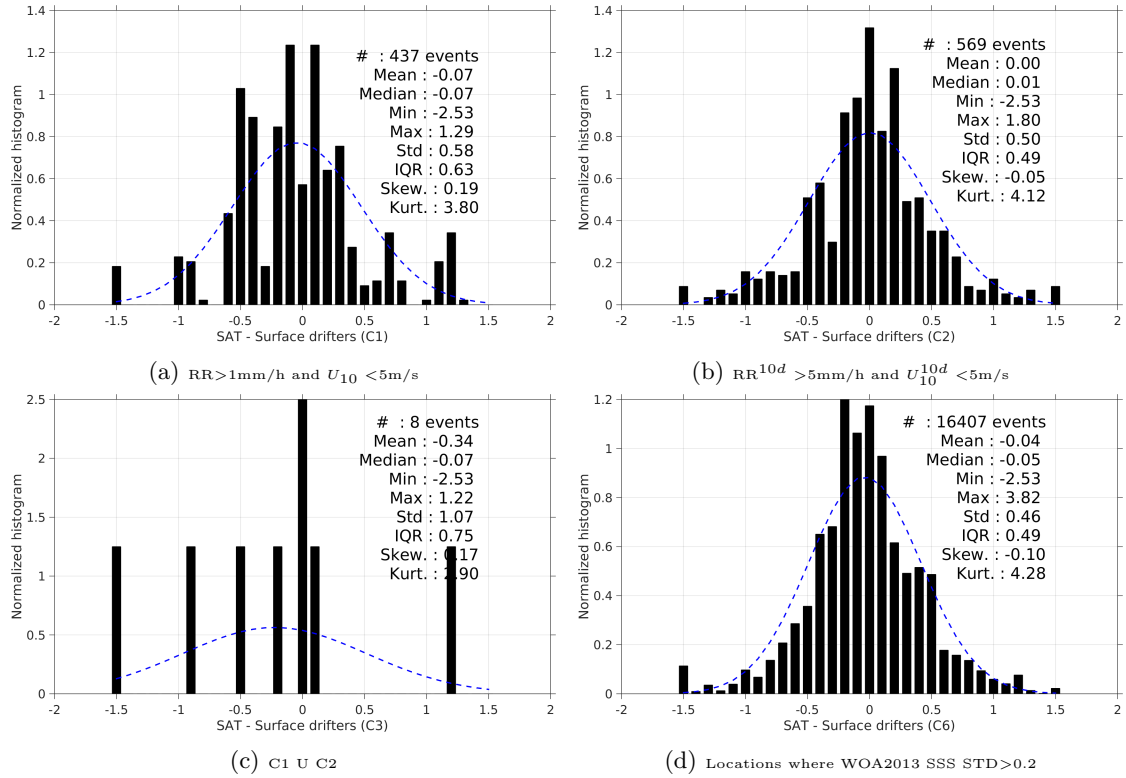 1.4
1.2
1
0.8
0.6
0.4
0.2
0
Normalized histogram
# : 437 events
Mean : -0.07
Median : -0.07
Min : -2.53
Max : 1.29
Std : 0.58
IQR : 0.63
Skew. : 0.19
Kurt. : 3.80
-2 -1.5 -1 -0.5 0 0.5 1 1.5 2
SAT - Surface drifters (C1)
(a) RR>1mm/h and U10 <5m/s
1.4
1.2
1
0.8
0.6
0.4
0.2
0
Normalized histogram
# : 569 events
Mean : 0.00
Median : 0.01
Min : -2.53
Max : 1.80
Std : 0.50
IQR : 0.49
Skew. : -0.05
Kurt. : 4.12
-2 -1.5 -1 -0.5 0 0.5 1 1.5 2
SAT - Surface drifters (C2)
(b) RR10d >5mm/h and U10d10 <5m/s
2.5
2
1.5
1
0.5
0
Normalized histogram
# : 8 events
Mean : -0.34
Median : -0.07
Min : -2.53
Max : 1.22
Std : 1.07
IQR : 0.75
Skew. : 0.17
Kurt. : 2.90
-2 -1.5 -1 -0.5 0 0.5 1 1.5 2
SAT - Surface drifters (C3)
(c) C1 U C2
1.2
1
0.8
0.6
0.4
0.2
0
Normalized histogram
# : 16407 events
Mean : -0.04
Median : -0.05
Min : -2.53
Max : 3.82
Std : 0.46
IQR : 0.49
Skew. : -0.10
Kurt. : 4.28
-2 -1.5 -1 -0.5 0 0.5 1 1.5 2
SAT - Surface drifters (C6)
(d) Locations where WOA2013 SSS STD>0.2